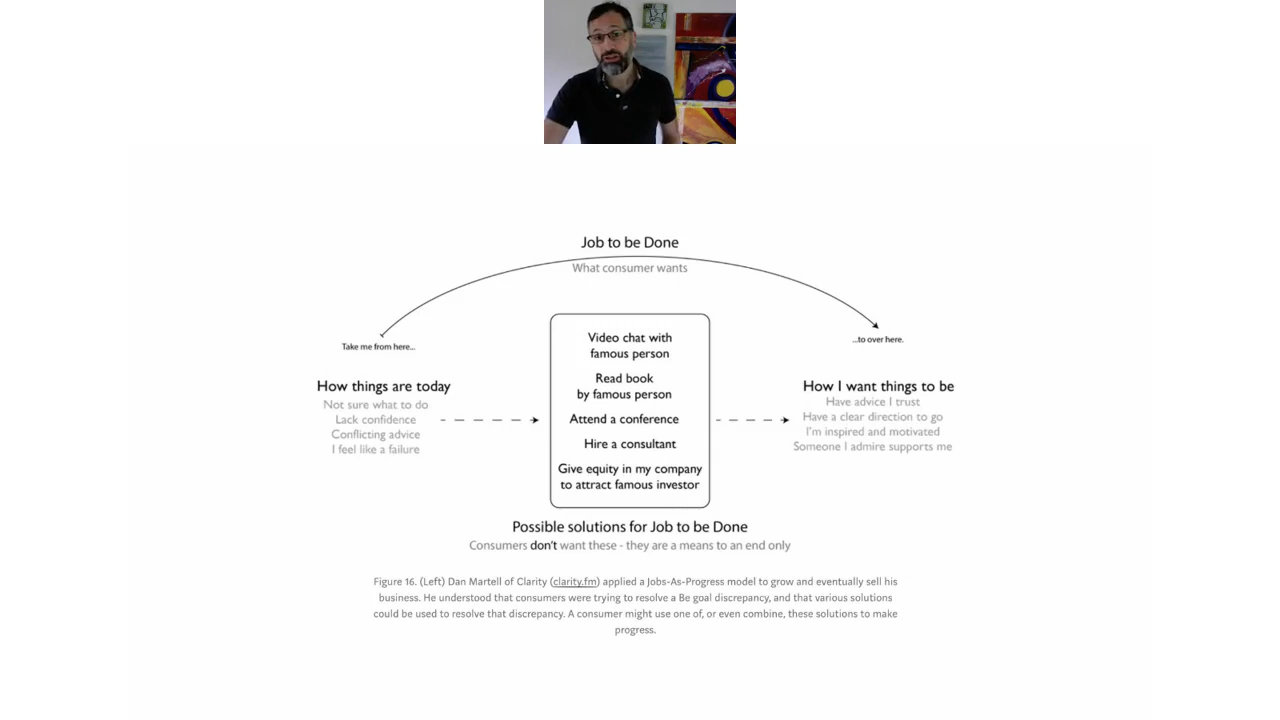 Job to be Done
What consumer wants
Take me from here...
...to over here.
How things are today
Not sure what to do
Lack confidence
Conflicting advice
I feel like a failure
Video chat with
famous person
Read book
by famous person
Attend a conference
Hire a consultant
Give equity in my company
to attract famous investor
How I want things to be
Have advice I trust
Have a clear direction to go
I'm inspired and motivated
Someone I admire supports me
Possible solutions for Job to be Done
Consumers don't want these - they are a means to an end only
Figure 16. (Left) Dan Martell of Clarity (clarity.fm) applied a Jobs-As-Progress model to grow and eventually sell his
business. He understood that consumers were trying to resolve a Be goal discrepancy, and that various solutions
could be used to resolve that discrepancy. A consumer might use one of, or even combine, these solutions to make
progress.